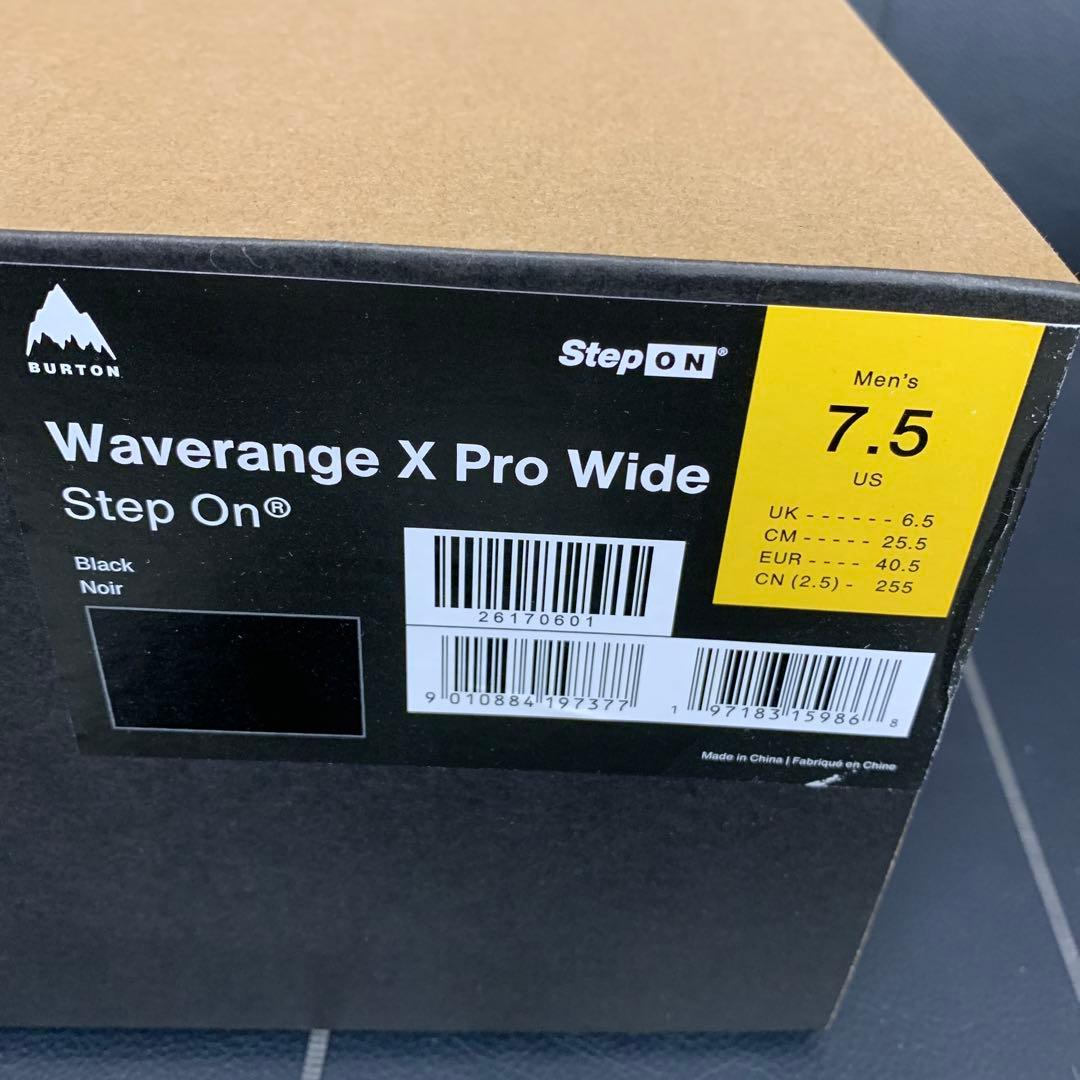 BURTON
StepON®
Waverange X Pro Wide
Step On®
Black
Noir
Men's
7.5
US
UK - - - - - - 6.5
CM - - - - - 25.5
EUR - - - - 40.5
CN (2.5) - 255
26170601
9 010884 197377
1 97183 15986 8
Made in China | Fabriqué en Chine